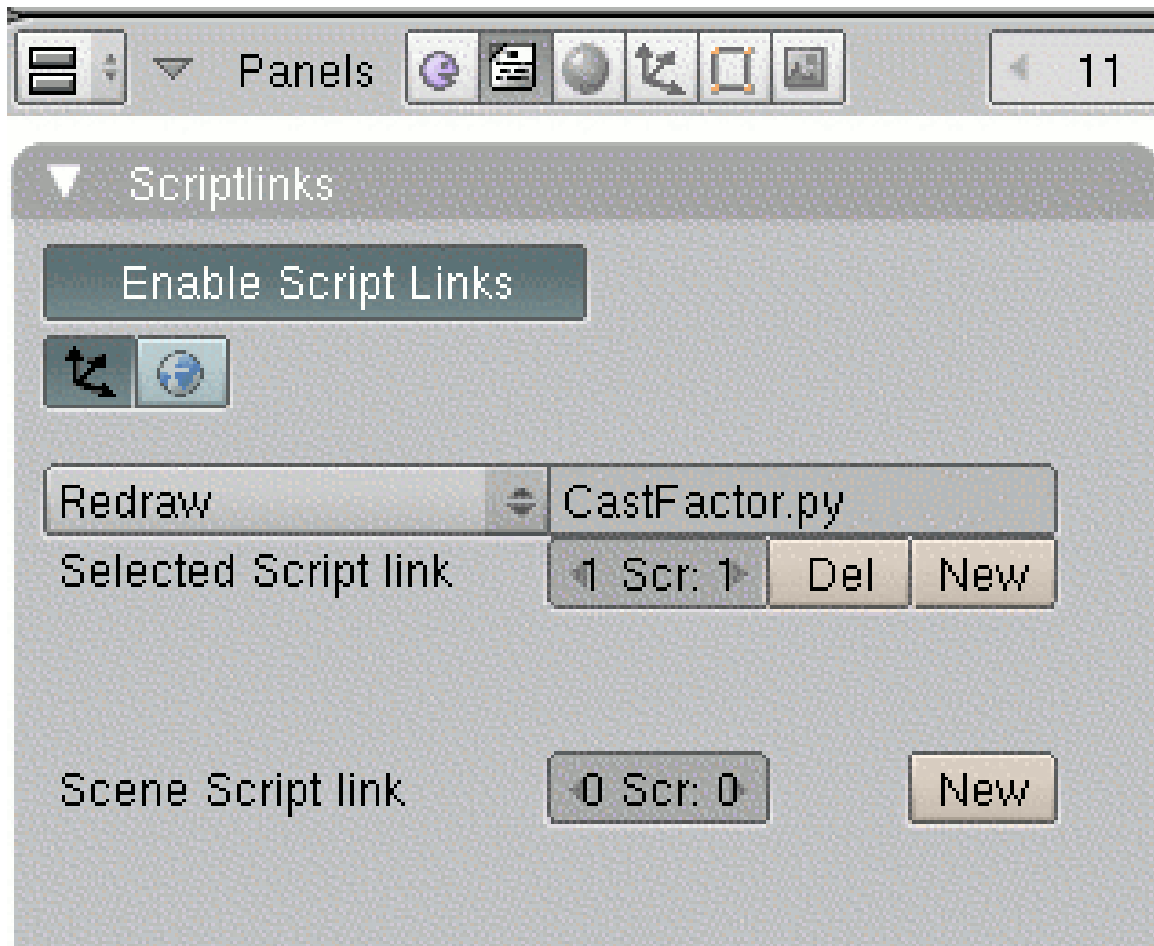 Panels 11
Scriptlinks
Enable Script Links
Redraw CastFactor.py
Selected Script link 1 Scr: 1 Del New
Scene Script link 0 Scr: 0 New